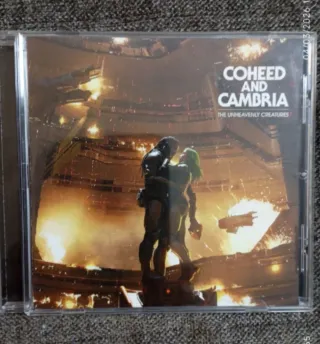 COHEED
AND
CAMBRIA
THE UNHEAVENLY CREATURES